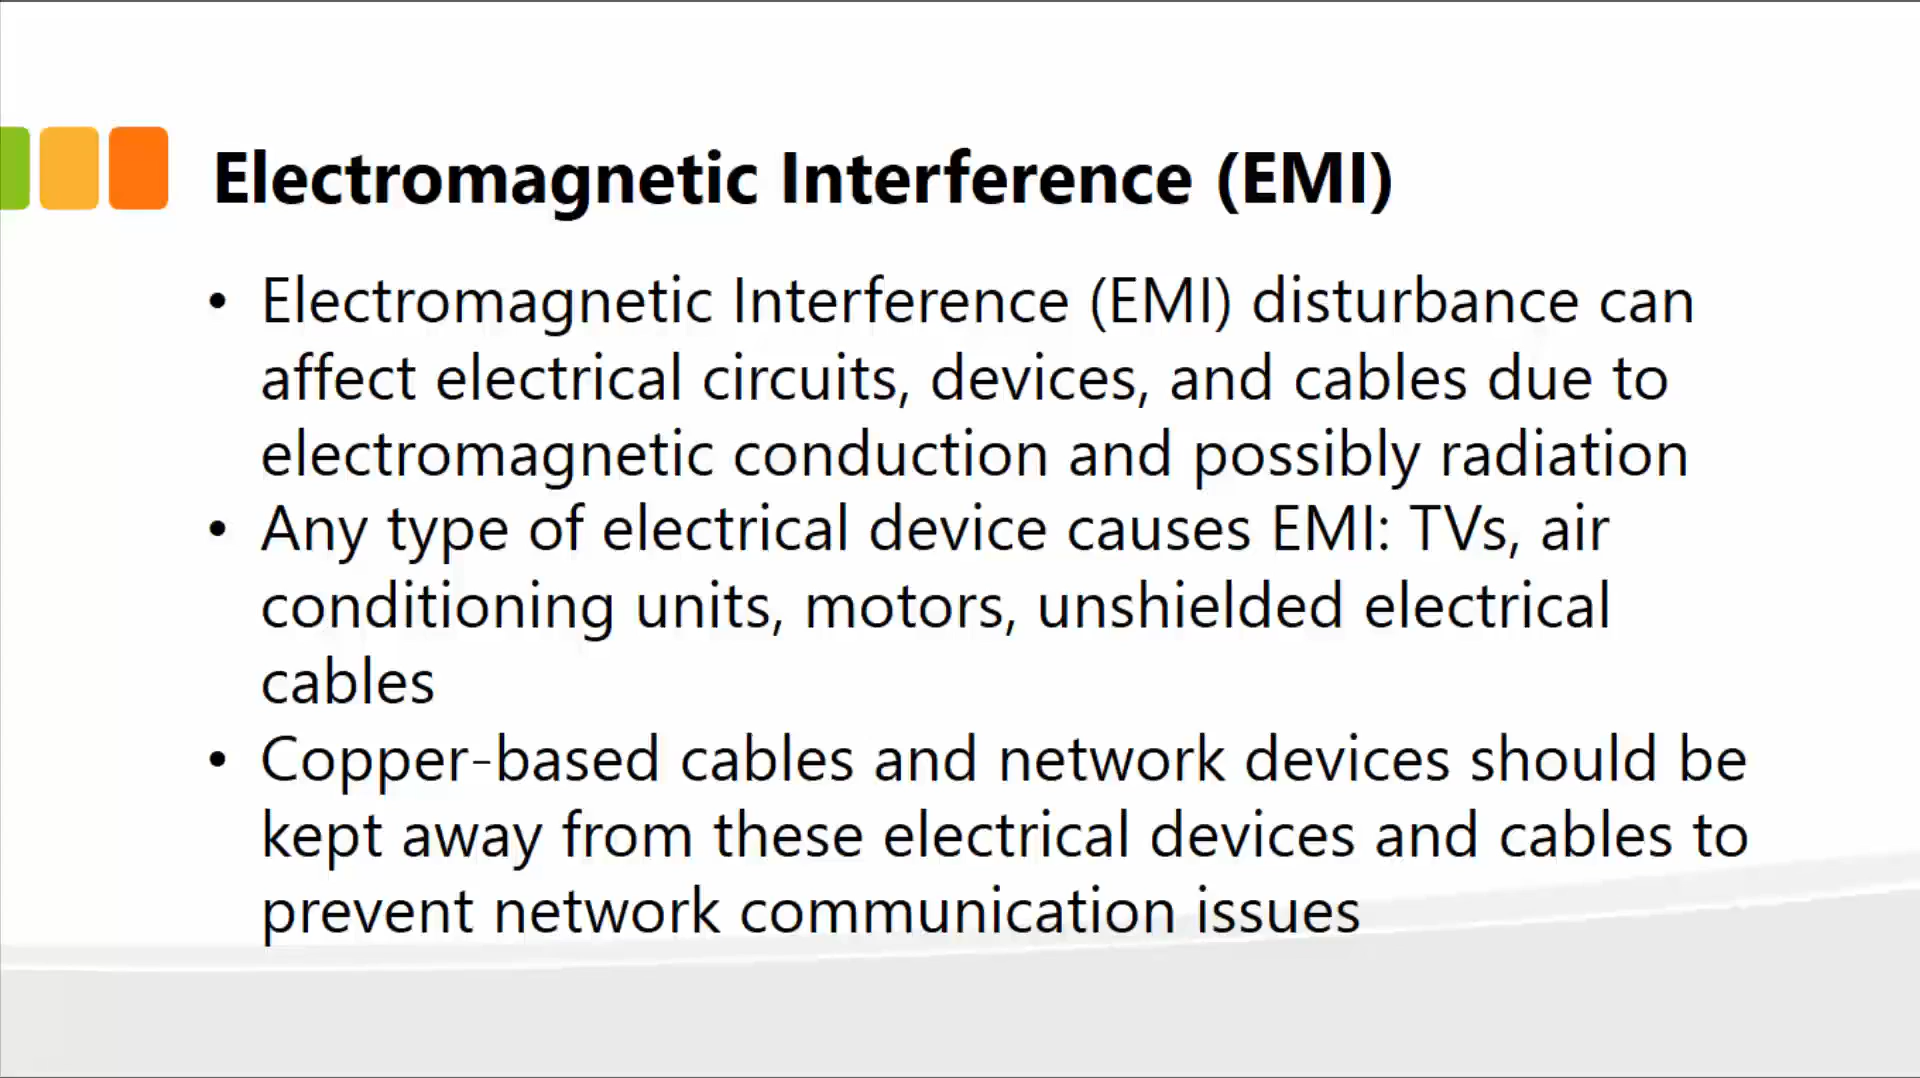 Electromagnetic Interference (EMI)
• Electromagnetic Interference (EMI) disturbance can
affect electrical circuits, devices, and cables due to
electromagnetic conduction and possibly radiation
• Any type of electrical device causes EMI: TVs, air
conditioning units, motors, unshielded electrical
cables
• Copper-based cables and network devices should be
kept away from these electrical devices and cables to
prevent network communication issues